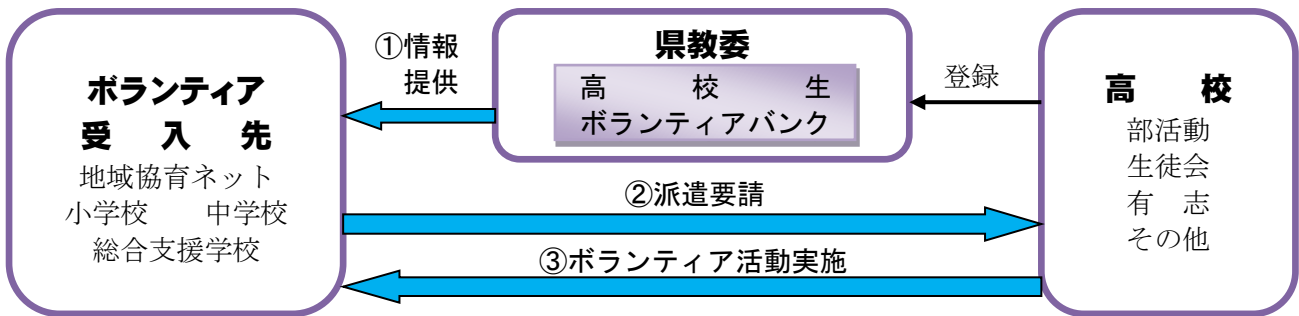 ボランティア
受　入　先
地域協育ネット
小学校　　中学校
総合支援学校
①情報
提供
県教委
高　校　生
ボランティアバンク
登録
②派遣要請
③ボランティア活動実施
高　校
部活動
生徒会
有　志
その他